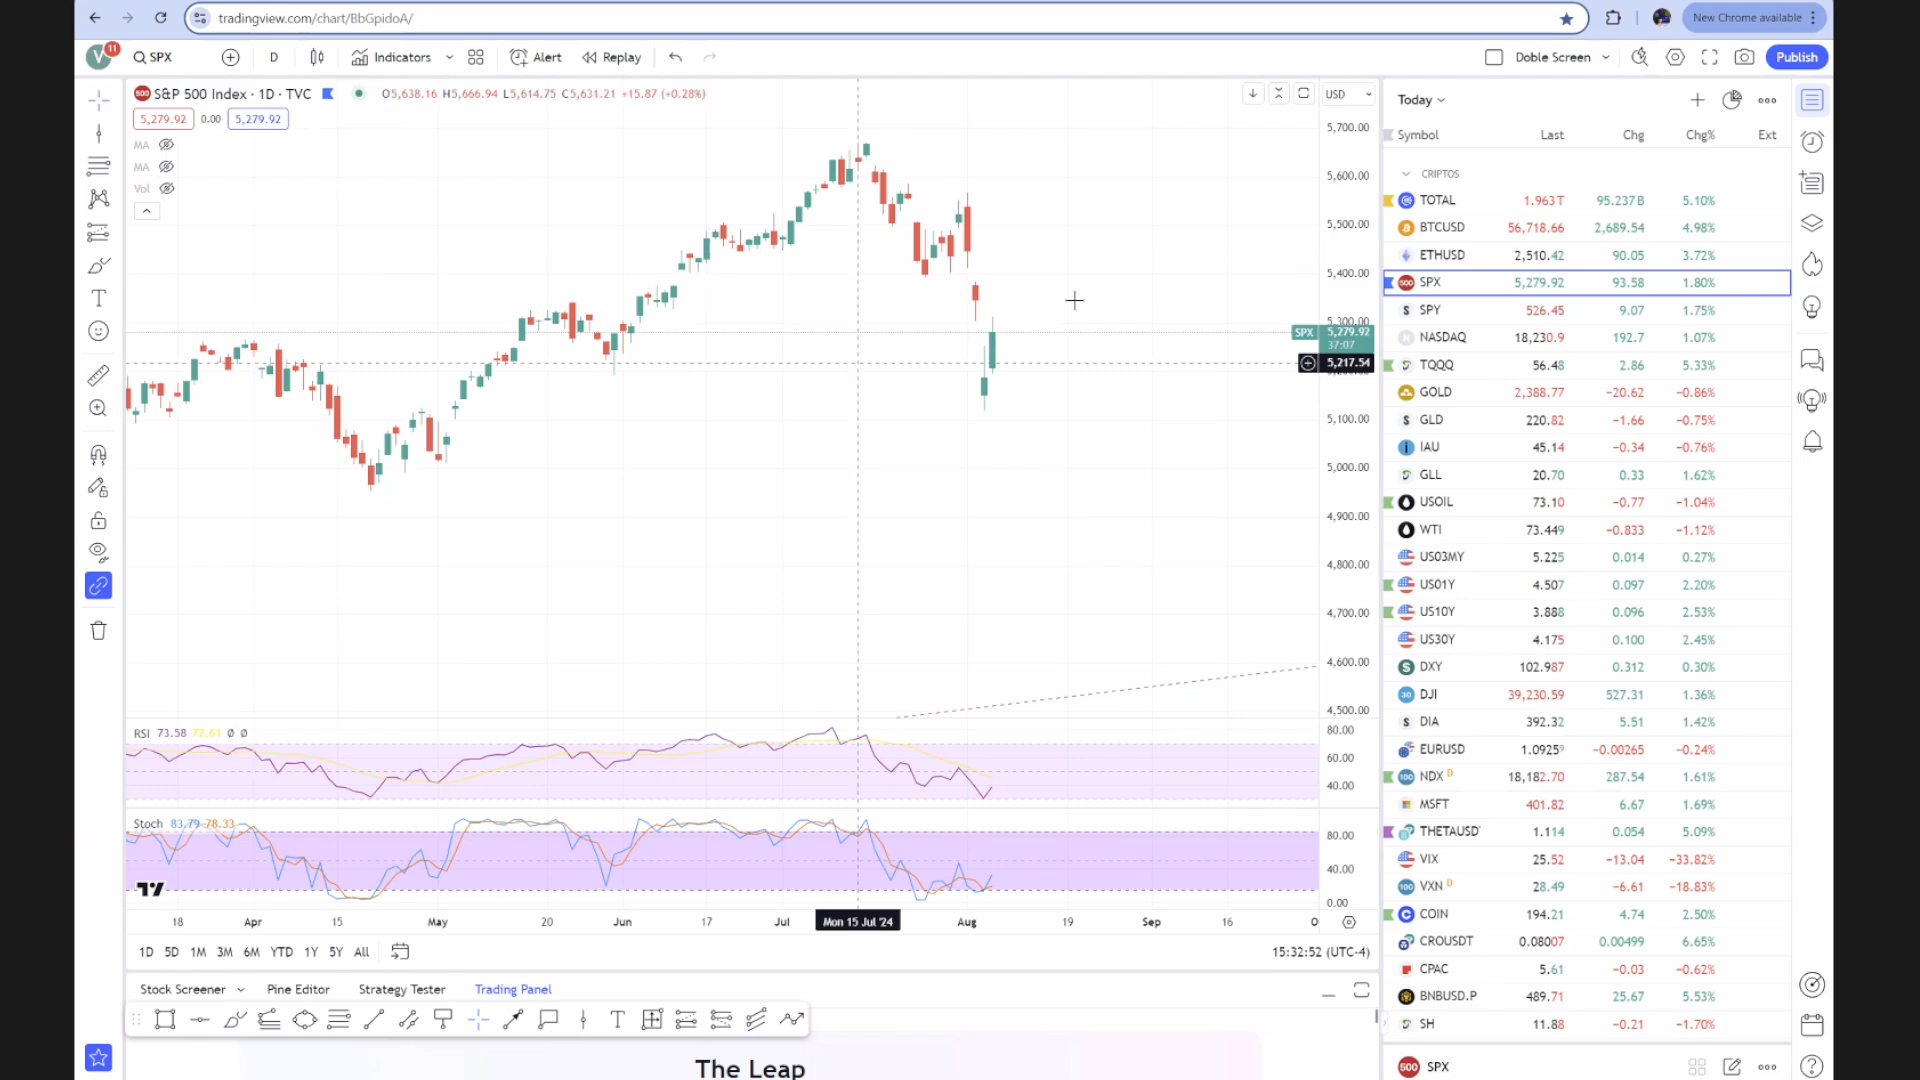 tradingview.com/chart/BbGpidoA/
New Chrome available
V 11 SPX D Indicators Alert Replay Doble Screen Publish
S&P 500 Index · 1D · TVC O5,638.16 H5,666.94 L5,614.75 C5,631.21 +15.87 (+0.28%)
5,279.92 0.00 5,279.92
MA
MA
Vol
USD
5,700.00
5,600.00
5,500.00
5,400.00
5,300.00
SPX 5,279.92
37:07
5,217.54
5,100.00
5,000.00
4,900.00
4,800.00
4,700.00
4,600.00
4,500.00
RSI 73.58 72.61 Ø Ø
80.00
60.00
40.00
Stoch 83.79 78.33
80.00
40.00
0.00
18 Apr 15 May 20 Jun 17 Jul Mon 15 Jul '24 Aug 19 Sep 16
1D 5D 1M 3M 6M YTD 1Y 5Y All
15:32:52 (UTC-4)
Stock Screener Pine Editor Strategy Tester Trading Panel
The Leap
Today
Symbol Last Chg Chg% Ext
CRIPTOS
TOTAL 1.963T 95.237B 5.10%
BTCUSD 56,718.66 2,689.54 4.98%
ETHUSD 2,510.42 90.05 3.72%
500 SPX 5,279.92 93.58 1.80%
S SPY 526.45 9.07 1.75%
NASDAQ 18,230.9 192.7 1.07%
TQQQ 56.48 2.86 5.33%
GOLD 2,388.77 −20.62 −0.86%
S GLD 220.82 −1.66 −0.75%
IAU 45.14 −0.34 −0.76%
GLL 20.70 0.33 1.62%
USOIL 73.10 −0.77 −1.04%
WTI 73.449 −0.833 −1.12%
US03MY 5.225 0.014 0.27%
US01Y 4.507 0.097 2.20%
US10Y 3.888 0.096 2.53%
US30Y 4.175 0.100 2.45%
S DXY 102.987 0.312 0.30%
30 DJI 39,230.59 527.31 1.36%
S DIA 392.32 5.51 1.42%
EURUSD 1.09259 −0.00265 −0.24%
100 NDX D 18,182.70 287.54 1.61%
MSFT 401.82 6.67 1.69%
THETAUSD 1.114 0.054 5.09%
VIX 25.52 −13.04 −33.82%
100 VXN D 28.49 −6.61 −18.83%
COIN 194.21 4.74 2.50%
CROUSDT 0.08007 0.00499 6.65%
CPAC 5.61 −0.03 −0.62%
BNBUSD.P 489.71 25.67 5.53%
SH 11.88 −0.21 −1.70%
500 SPX